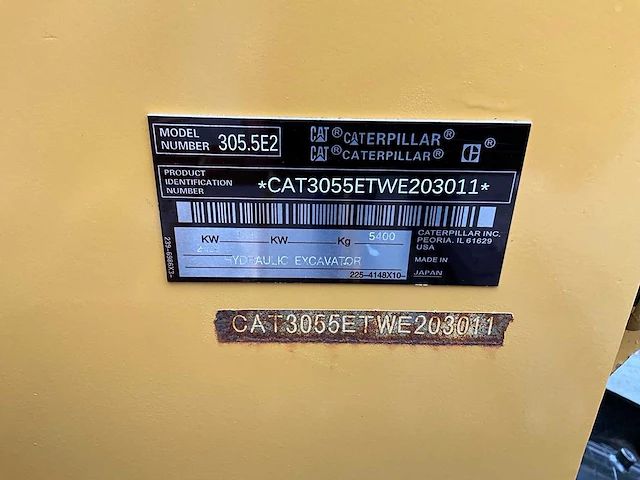 MODEL NUMBER 305.5E2
CAT® CATERPILLAR®
CAT® CATERPILLAR® ®
PRODUCT IDENTIFICATION NUMBER *CAT3055ETWE203011*
KW KW Kg 5400
HYDRAULIC EXCAVATOR
225-4148X10
CATERPILLAR INC.
PEORIA. IL 61629
USA
MADE IN
JAPAN
CAT3055ETWE203011